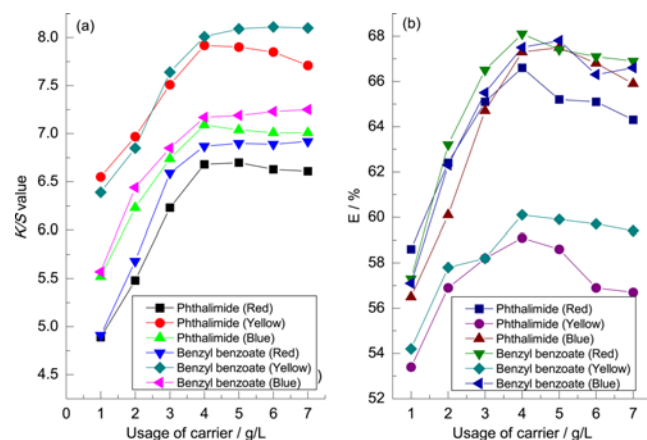 (a)
K/S value
8.0
7.5
7.0
6.5
6.0
5.5
5.0
4.5
0 1 2 3 4 5 6 7
Usage of carrier / g/L
Phthalimide (Red)
Phthalimide (Yellow)
Phthalimide (Blue)
Benzyl benzoate (Red)
Benzyl benzoate (Yellow)
Benzyl benzoate (Blue)
)
(b)
E / %
68
66
64
62
60
58
56
54
52
0 1 2 3 4 5 6 7
Usage of carrier / g/L
Phthalimide (Red)
Phthalimide (Yellow)
Phthalimide (Blue)
Benzyl benzoate (Red)
Benzyl benzoate (Yellow)
Benzyl benzoate (Blue)